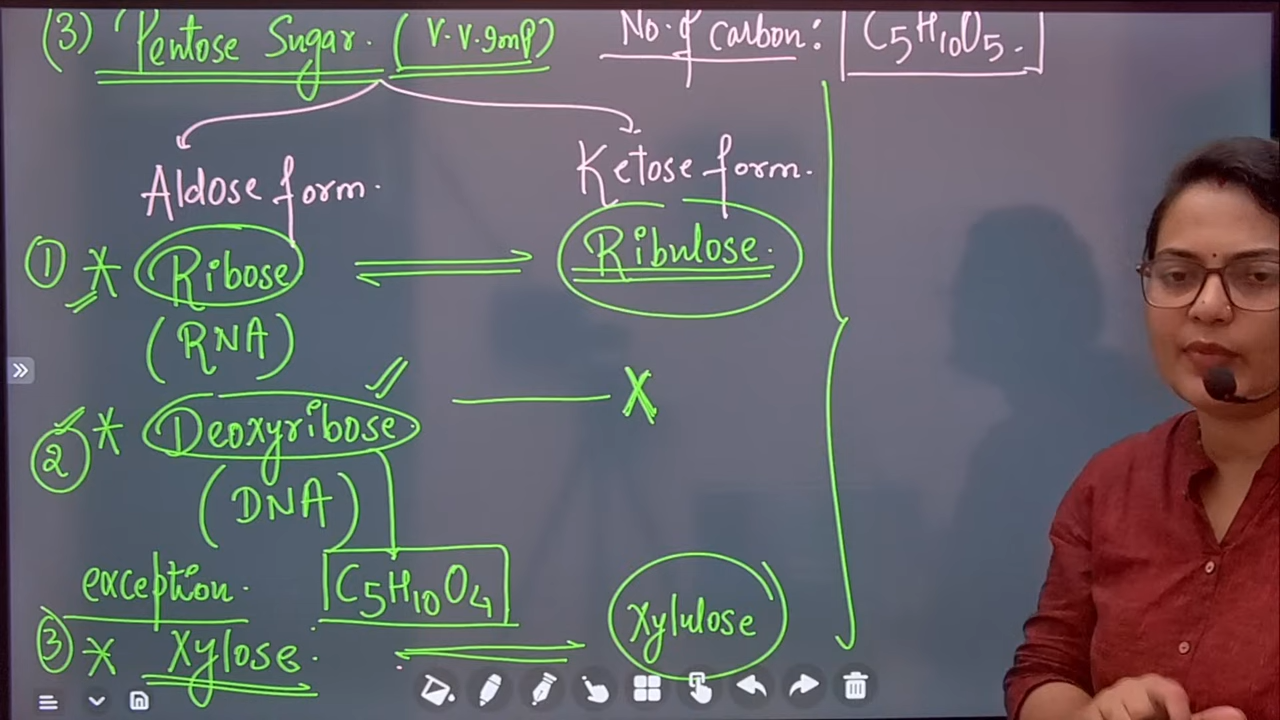 (3) Pentose Sugar. (V.V.Imp) No. of carbon: C5H10O5.
Aldose form. Ketose form.
① * Ribose ⇌ Ribulose.
(RNA)
② * Deoxyribose. X
(DNA)
exception. C5H10O4
③ * Xylose. ⇌ Xylulose